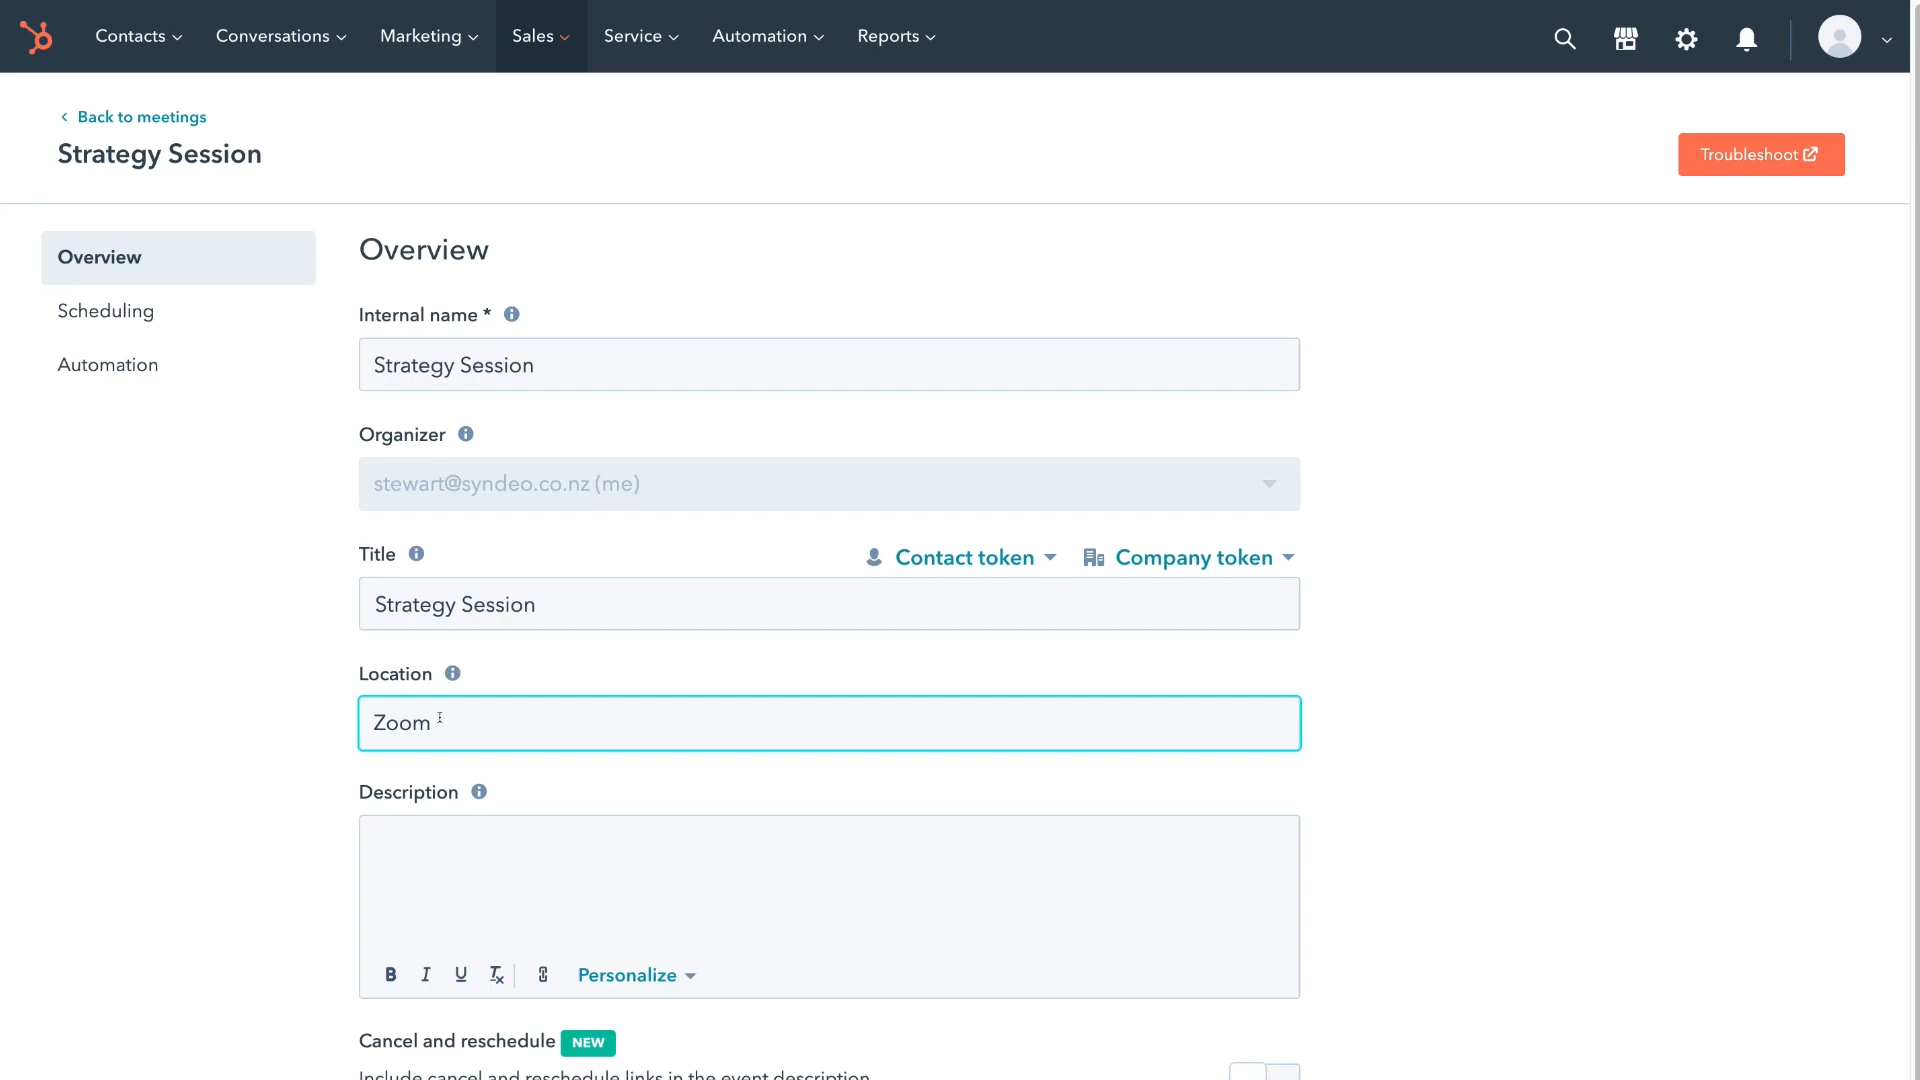 Contacts
Conversations
Marketing
Sales
Service
Automation
Reports
Back to meetings
Strategy Session
Troubleshoot
Overview
Scheduling
Automation
Overview
Internal name *
Strategy Session
Organizer
stewart@syndeo.co.nz (me)
Title
Contact token
Company token
Strategy Session
Location
Zoom
Description
B I U Tx
Personalize
Cancel and reschedule NEW
Include cancel and reschedule links in the event description